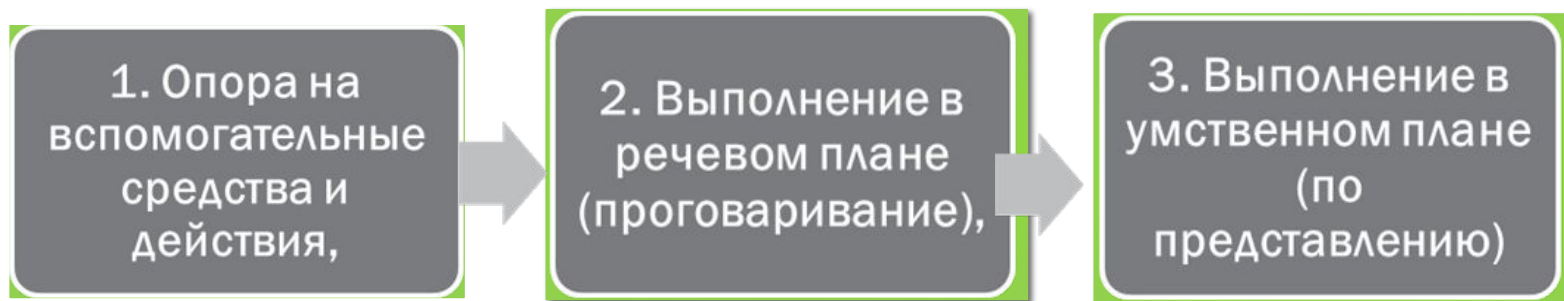 1. Опора на
вспомогательные
средства и
действия,
2. Выполнение в
речевом плане
(проговаривание),
3. Выполнение в
умственном плане
(по
представлению)